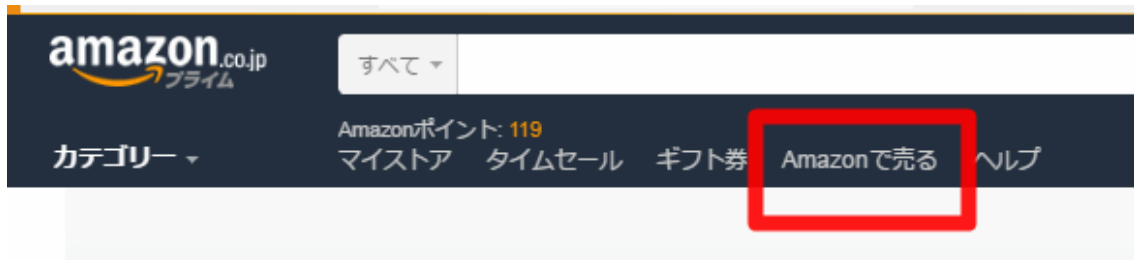 amazon.co.jp
プライム
すべて
Amazonポイント: 119
カテゴリー
マイストア タイムセール ギフト券 Amazonで売る ヘルプ